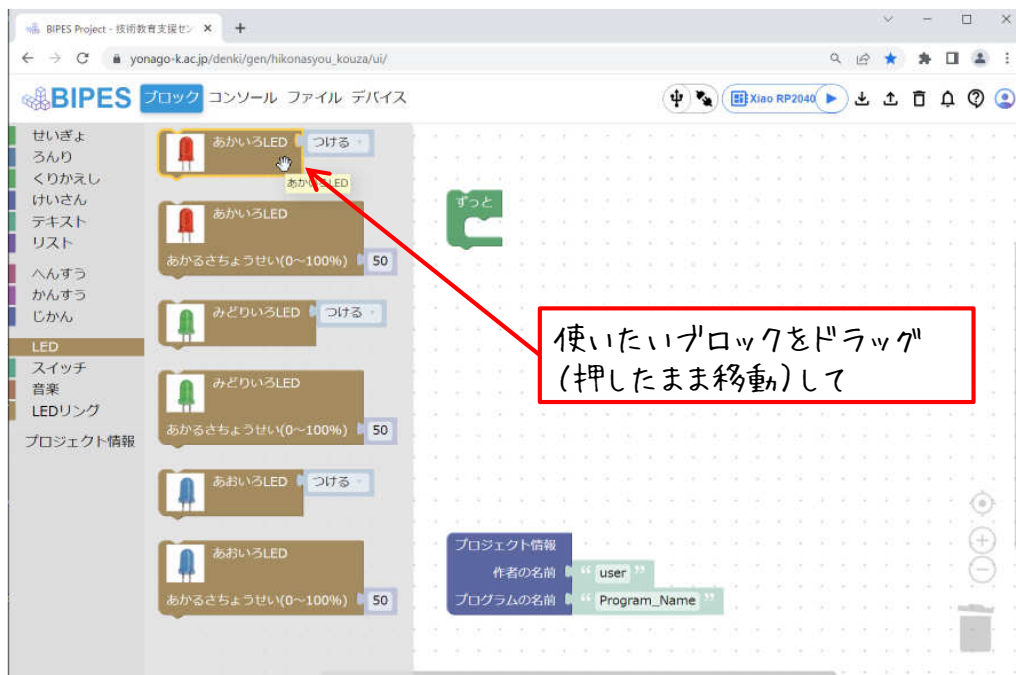 BIPES Project - 技術教育支援セン
yonago-k.ac.jp/denki/gen/hikonasyou_kouza/ui/
BIPES ブロック コンソール ファイル デバイス
Xiao RP2040
せいぎょ
ろんり
くりかえし
けいさん
テキスト
リスト
へんすう
かんすう
じかん
LED
スイッチ
音楽
LEDリング
プロジェクト情報
あかいろLED つける
あかいろLED
あかいろLED
あかるさちょうせい(0~100%) 50
みどりいろLED つける
みどりいろLED
あかるさちょうせい(0~100%) 50
あおいろLED つける
あおいろLED
あかるさちょうせい(0~100%) 50
ずっと
使いたいブロックをドラッグ
(押したまま移動)して
プロジェクト情報
作者の名前 “ user ”
プログラムの名前 “ Program_Name ”